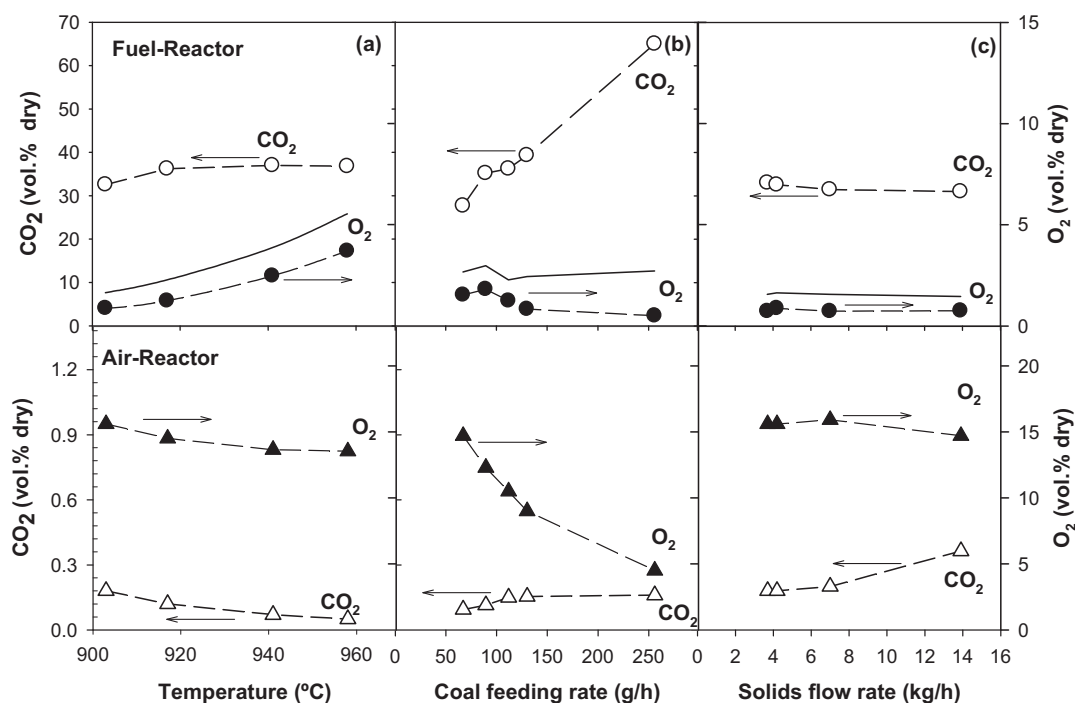 Fuel-Reactor
(a)
(b)
(c)
CO2
CO2
CO2
O2
O2
O2
CO2 (vol.% dry)
70
60
50
40
30
20
10
0
15
10
5
0
O2 (vol.% dry)
Air-Reactor
O2
O2
O2
CO2
CO2
CO2
CO2 (vol.% dry)
1.2
0.9
0.6
0.3
0.0
20
15
10
5
0
O2 (vol.% dry)
900 920 940 960
0 50 100 150 200 250
0 2 4 6 8 10 12 14 16
Temperature (ºC)
Coal feeding rate (g/h)
Solids flow rate (kg/h)